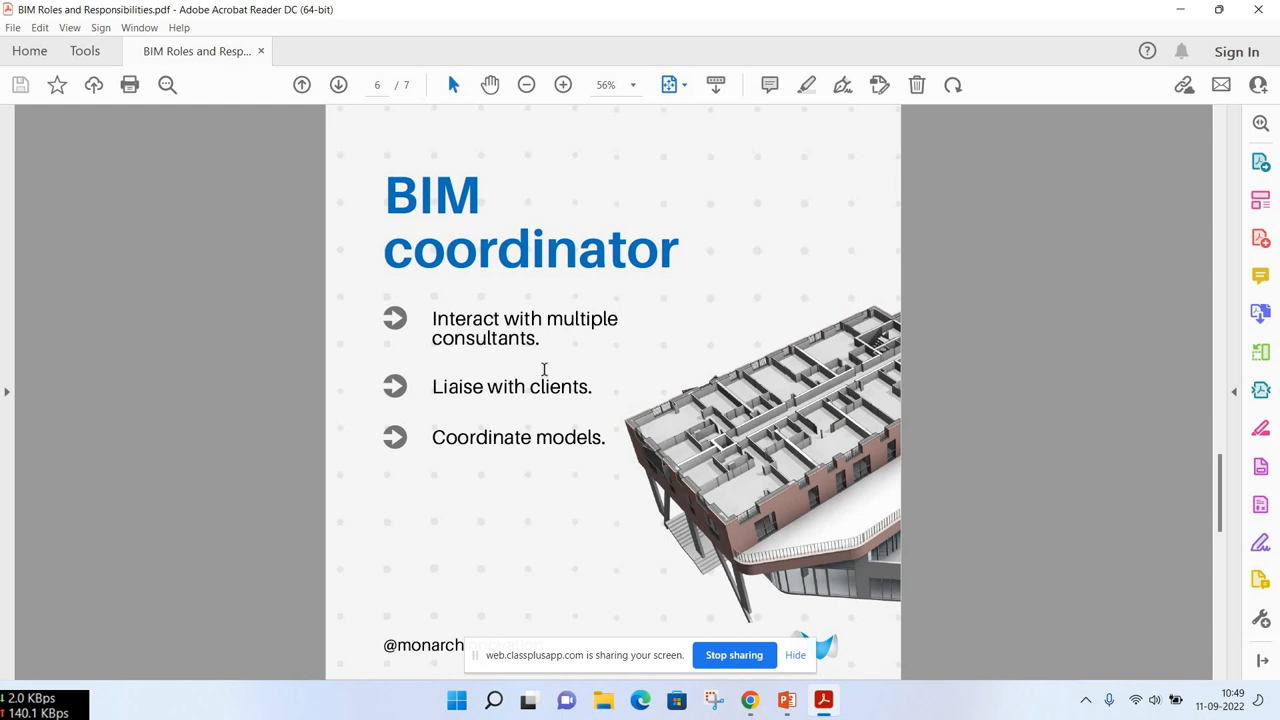 BIM Roles and Responsibilities.pdf - Adobe Acrobat Reader DC (64-bit)
File Edit View Sign Window Help
Home Tools BIM Roles and Resp... × Sign In
6 / 7 56%
BIM
coordinator
Interact with multiple
consultants.
Liaise with clients.
Coordinate models.
@monarch
web.classplusapp.com is sharing your screen. Stop sharing Hide
2.0 KBps
140.1 KBps
10:49
11-09-2022